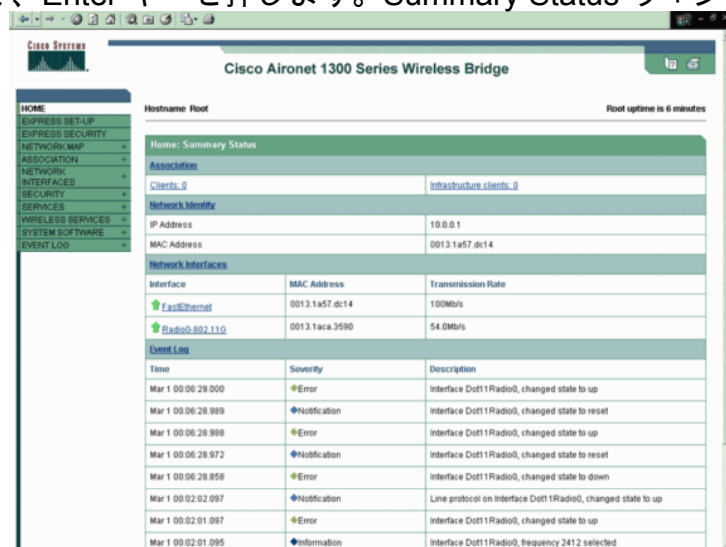 、Enter キーを押します。Summary Status ウィン
CISCO SYSTEMS
Cisco Aironet 1300 Series Wireless Bridge
HOME
EXPRESS SET-UP
EXPRESS SECURITY
NETWORK MAP +
ASSOCIATION +
NETWORK INTERFACES +
SECURITY +
SERVICES +
WIRELESS SERVICES +
SYSTEM SOFTWARE +
EVENT LOG +
Hostname Root
Root uptime is 6 minutes
Home: Summary Status
Association
Clients: 0 Infrastructure clients: 0
Network Identity
IP Address 10.0.0.1
MAC Address 0013.1a57.dc14
Network Interfaces
Interface MAC Address Transmission Rate
FastEthernet 0013.1a57.dc14 100Mb/s
Radio0-802.11G 0013.1aca.3590 54.0Mb/s
Event Log
Time Severity Description
Mar 1 00:06:29.000 Error Interface Dot11Radio0, changed state to up
Mar 1 00:06:28.989 Notification Interface Dot11Radio0, changed state to reset
Mar 1 00:06:28.988 Error Interface Dot11Radio0, changed state to up
Mar 1 00:06:28.972 Notification Interface Dot11Radio0, changed state to reset
Mar 1 00:06:28.858 Error Interface Dot11Radio0, changed state to down
Mar 1 00:02:02.097 Notification Line protocol on Interface Dot11Radio0, changed state to up
Mar 1 00:02:01.097 Error Interface Dot11Radio0, changed state to up
Mar 1 00:02:01.095 Information Interface Dot11Radio0, frequency 2412 selected